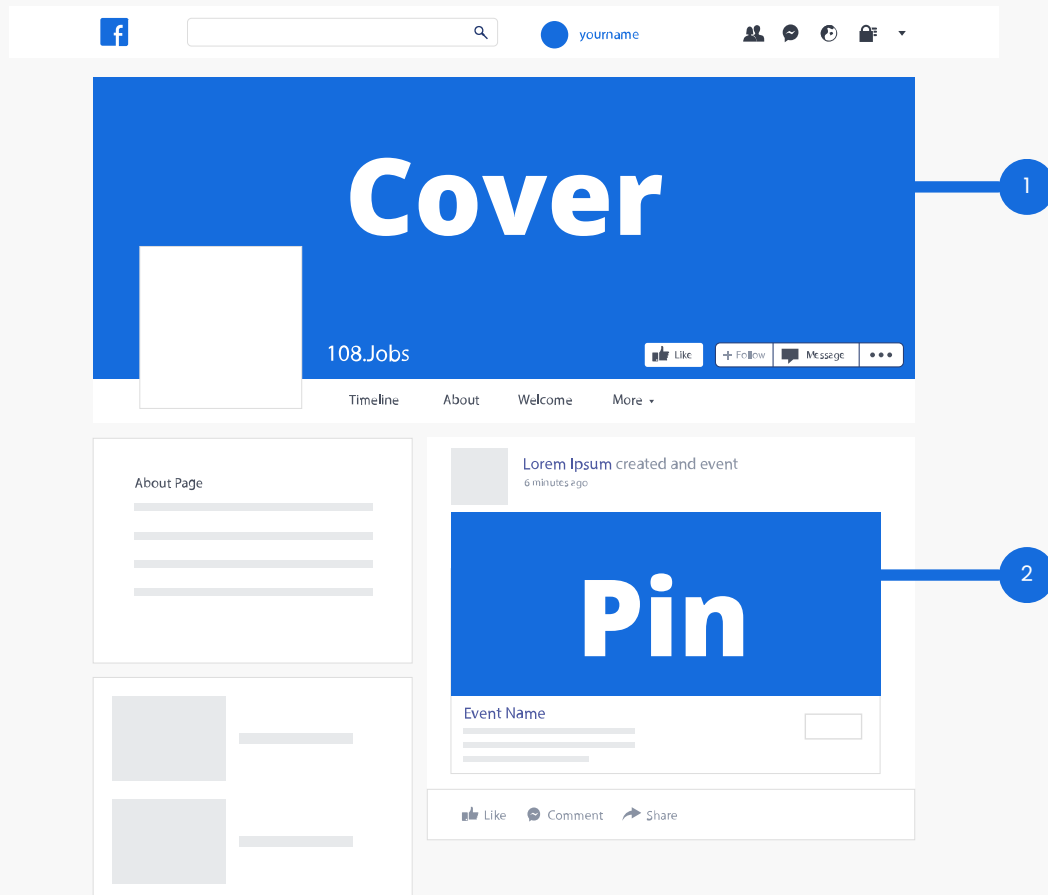 f
yourname
Cover
1
108.Jobs
Like
+ Follow
Message
Timeline
About
Welcome
More
About Page
Lorem Ipsum created and event
6 minutes ago
Pin
2
Event Name
Like
Comment
Share